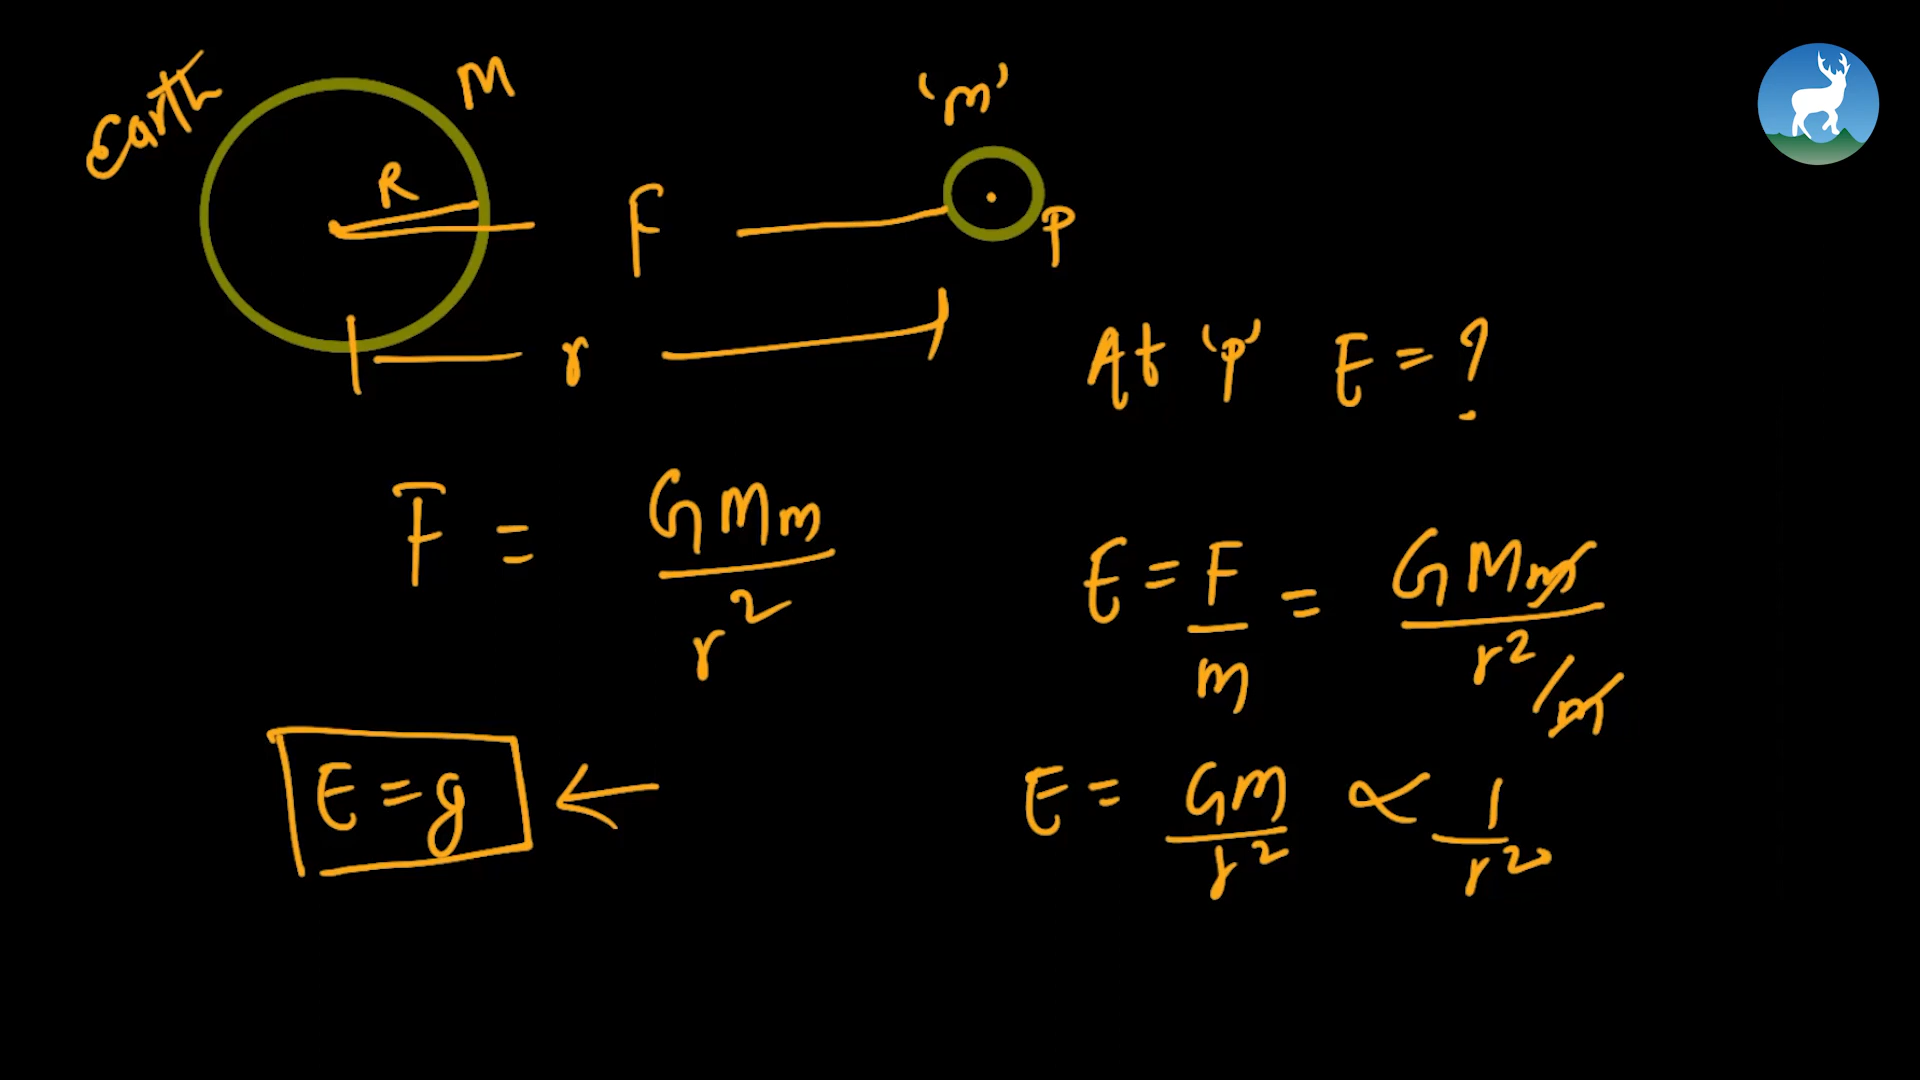 Earth M 'm'
R F P
r
At 'p' E = ?
F = GMm/r²
E = F/m = GMm/r²/m
E = g ← E = GM/r² ∝ 1/r²